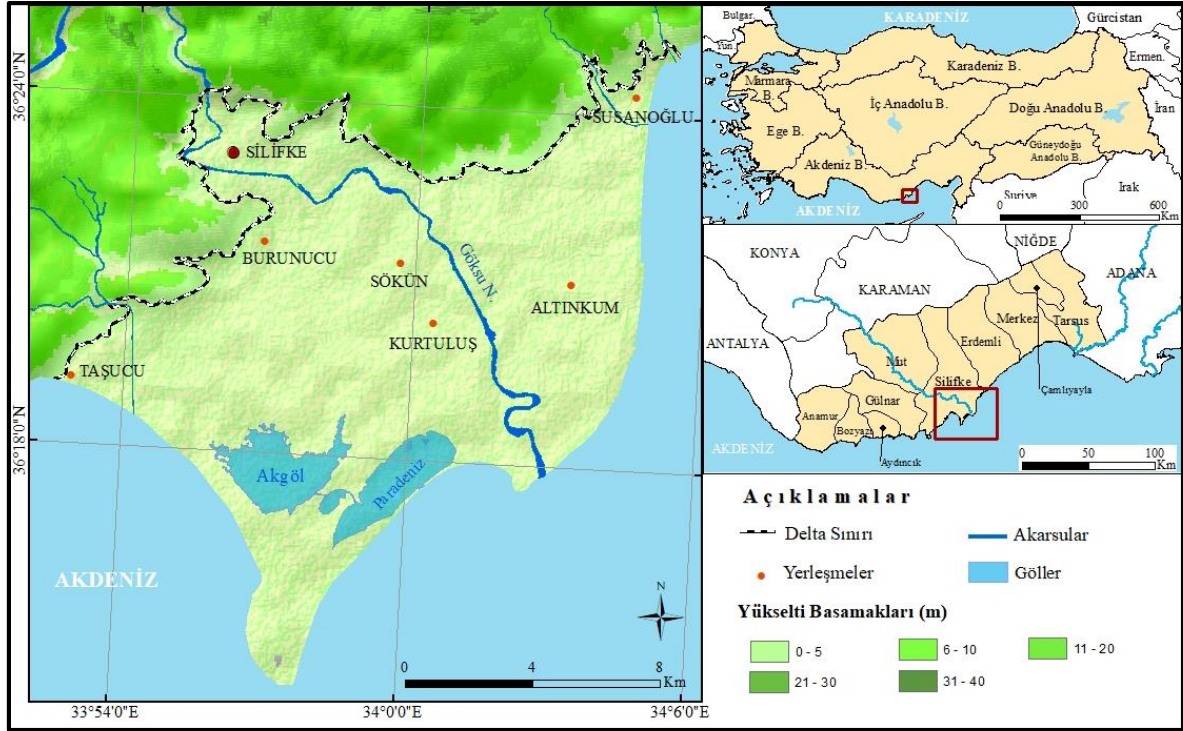 36°24'0"N
36°18'0"N
33°54'0"E
34°0'0"E
34°6'0"E
SİLİFKE
SUSANOĞLU
BURUNUCU
SÖKÜN
Göksu N.
ALTINKUM
KURTULUŞ
TAŞUCU
Akgöl
Paradeniz
AKDENİZ
N
0 4 8
Km
Bulgar.
KARADENİZ
Gürcistan
Yun.
Ermen.
Marmara
B.
Karadeniz B.
İç Anadolu B.
Doğu Anadolu B.
İran
Ege B.
Güneydoğu
Anadolu B.
Akdeniz B.
Suriye
Irak
AKDENİZ
0 300 600
Km
KONYA
NİĞDE
ADANA
KARAMAN
Merkez
Tarsus
ANTALYA
Erdemli
Mut
Silifke
Çamlıyayla
Gülnar
Anamur
Bozyazı
AKDENİZ
Aydıncık
0 50 100
Km
Açıklamalar
Delta Sınırı
Akarsular
Yerleşmeler
Göller
Yükselti Basamakları (m)
0 - 5
6 - 10
11 - 20
21 - 30
31 - 40